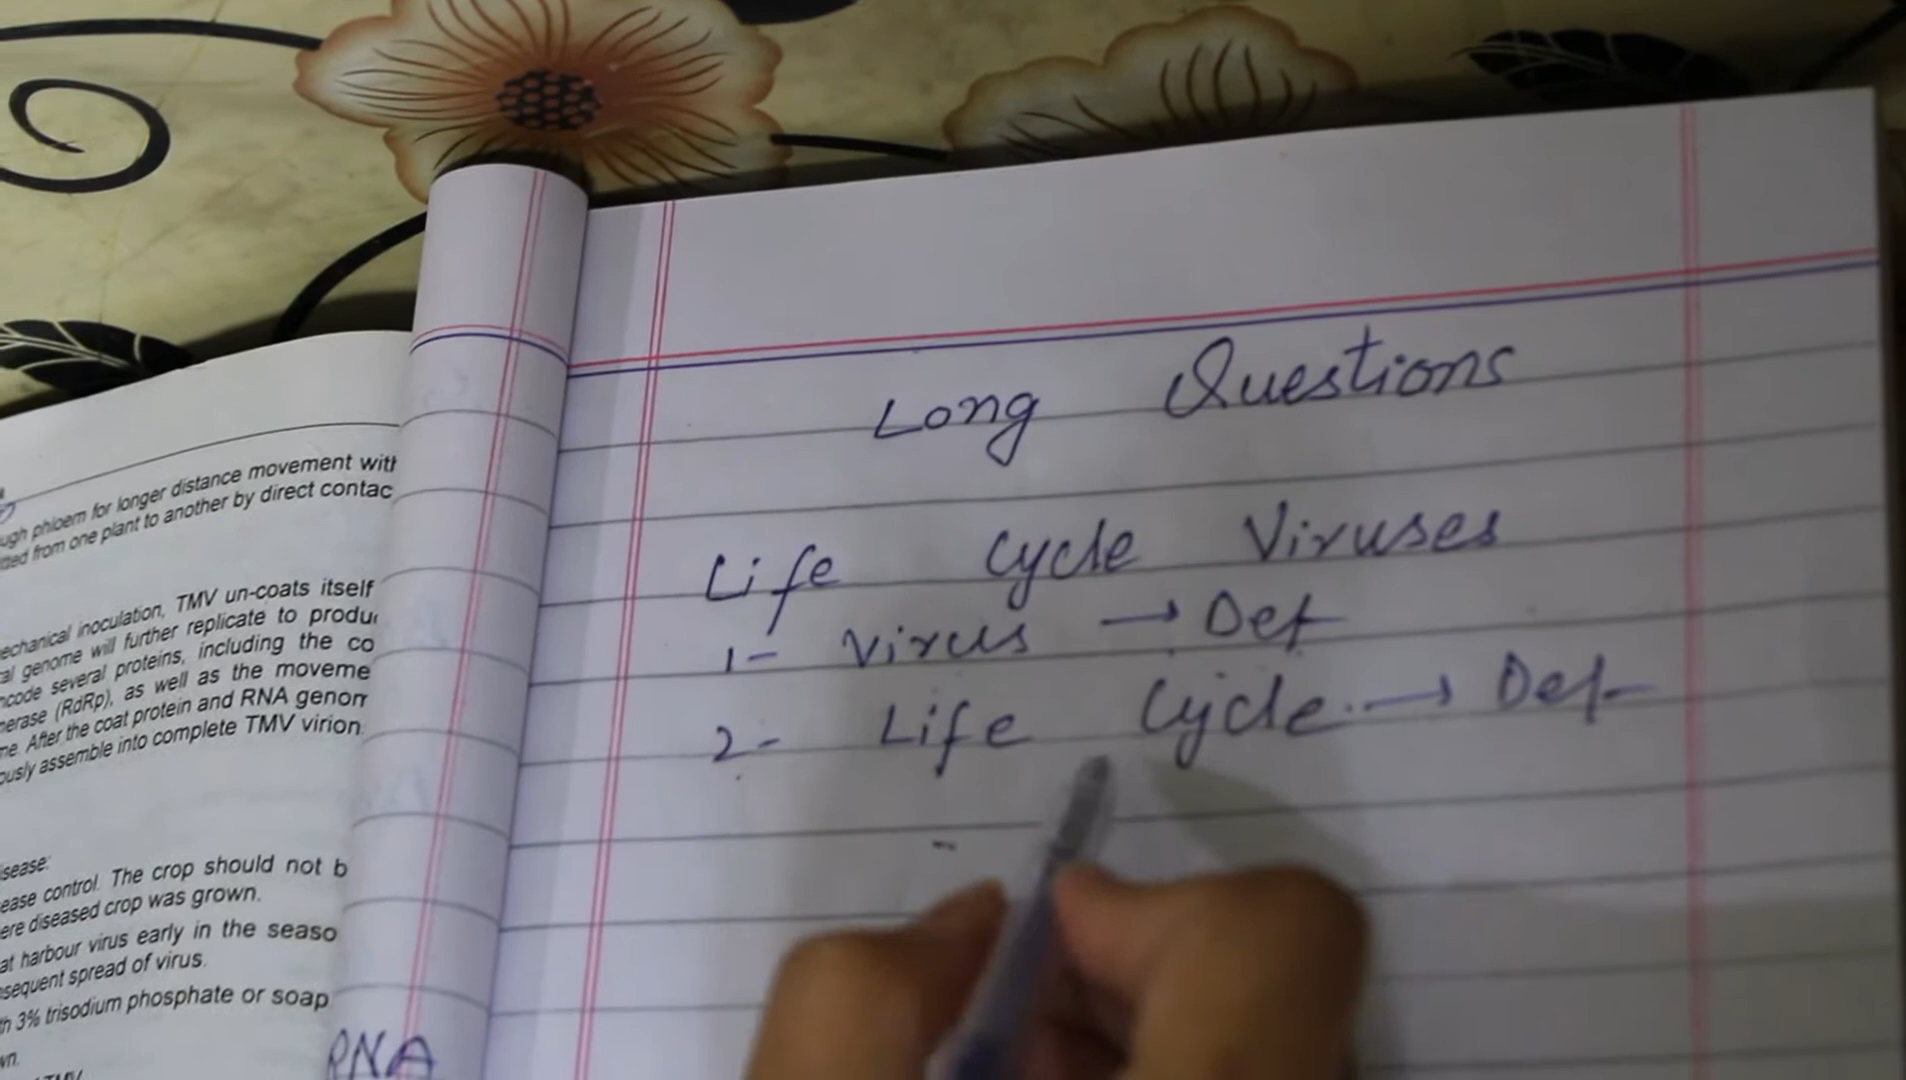 ugh phloem for longer distance movement with
ted from one plant to another by direct contac
echanical inoculation, TMV un-coats itself
al genome will further replicate to produ
ncode several proteins, including the co
erase (RdRp), as well as the moveme
ne. After the coat protein and RNA genom
ously assemble into complete TMV virion
isease:
ease control. The crop should not b
ere diseased crop was grown.
at harbour virus early in the seaso
sequent spread of virus.
h 3% trisodium phosphate or soap
wn.
TMV
RNA
Long Questions
Life Cycle Viruses
1- Virus → Def
2- Life Cycle → Def